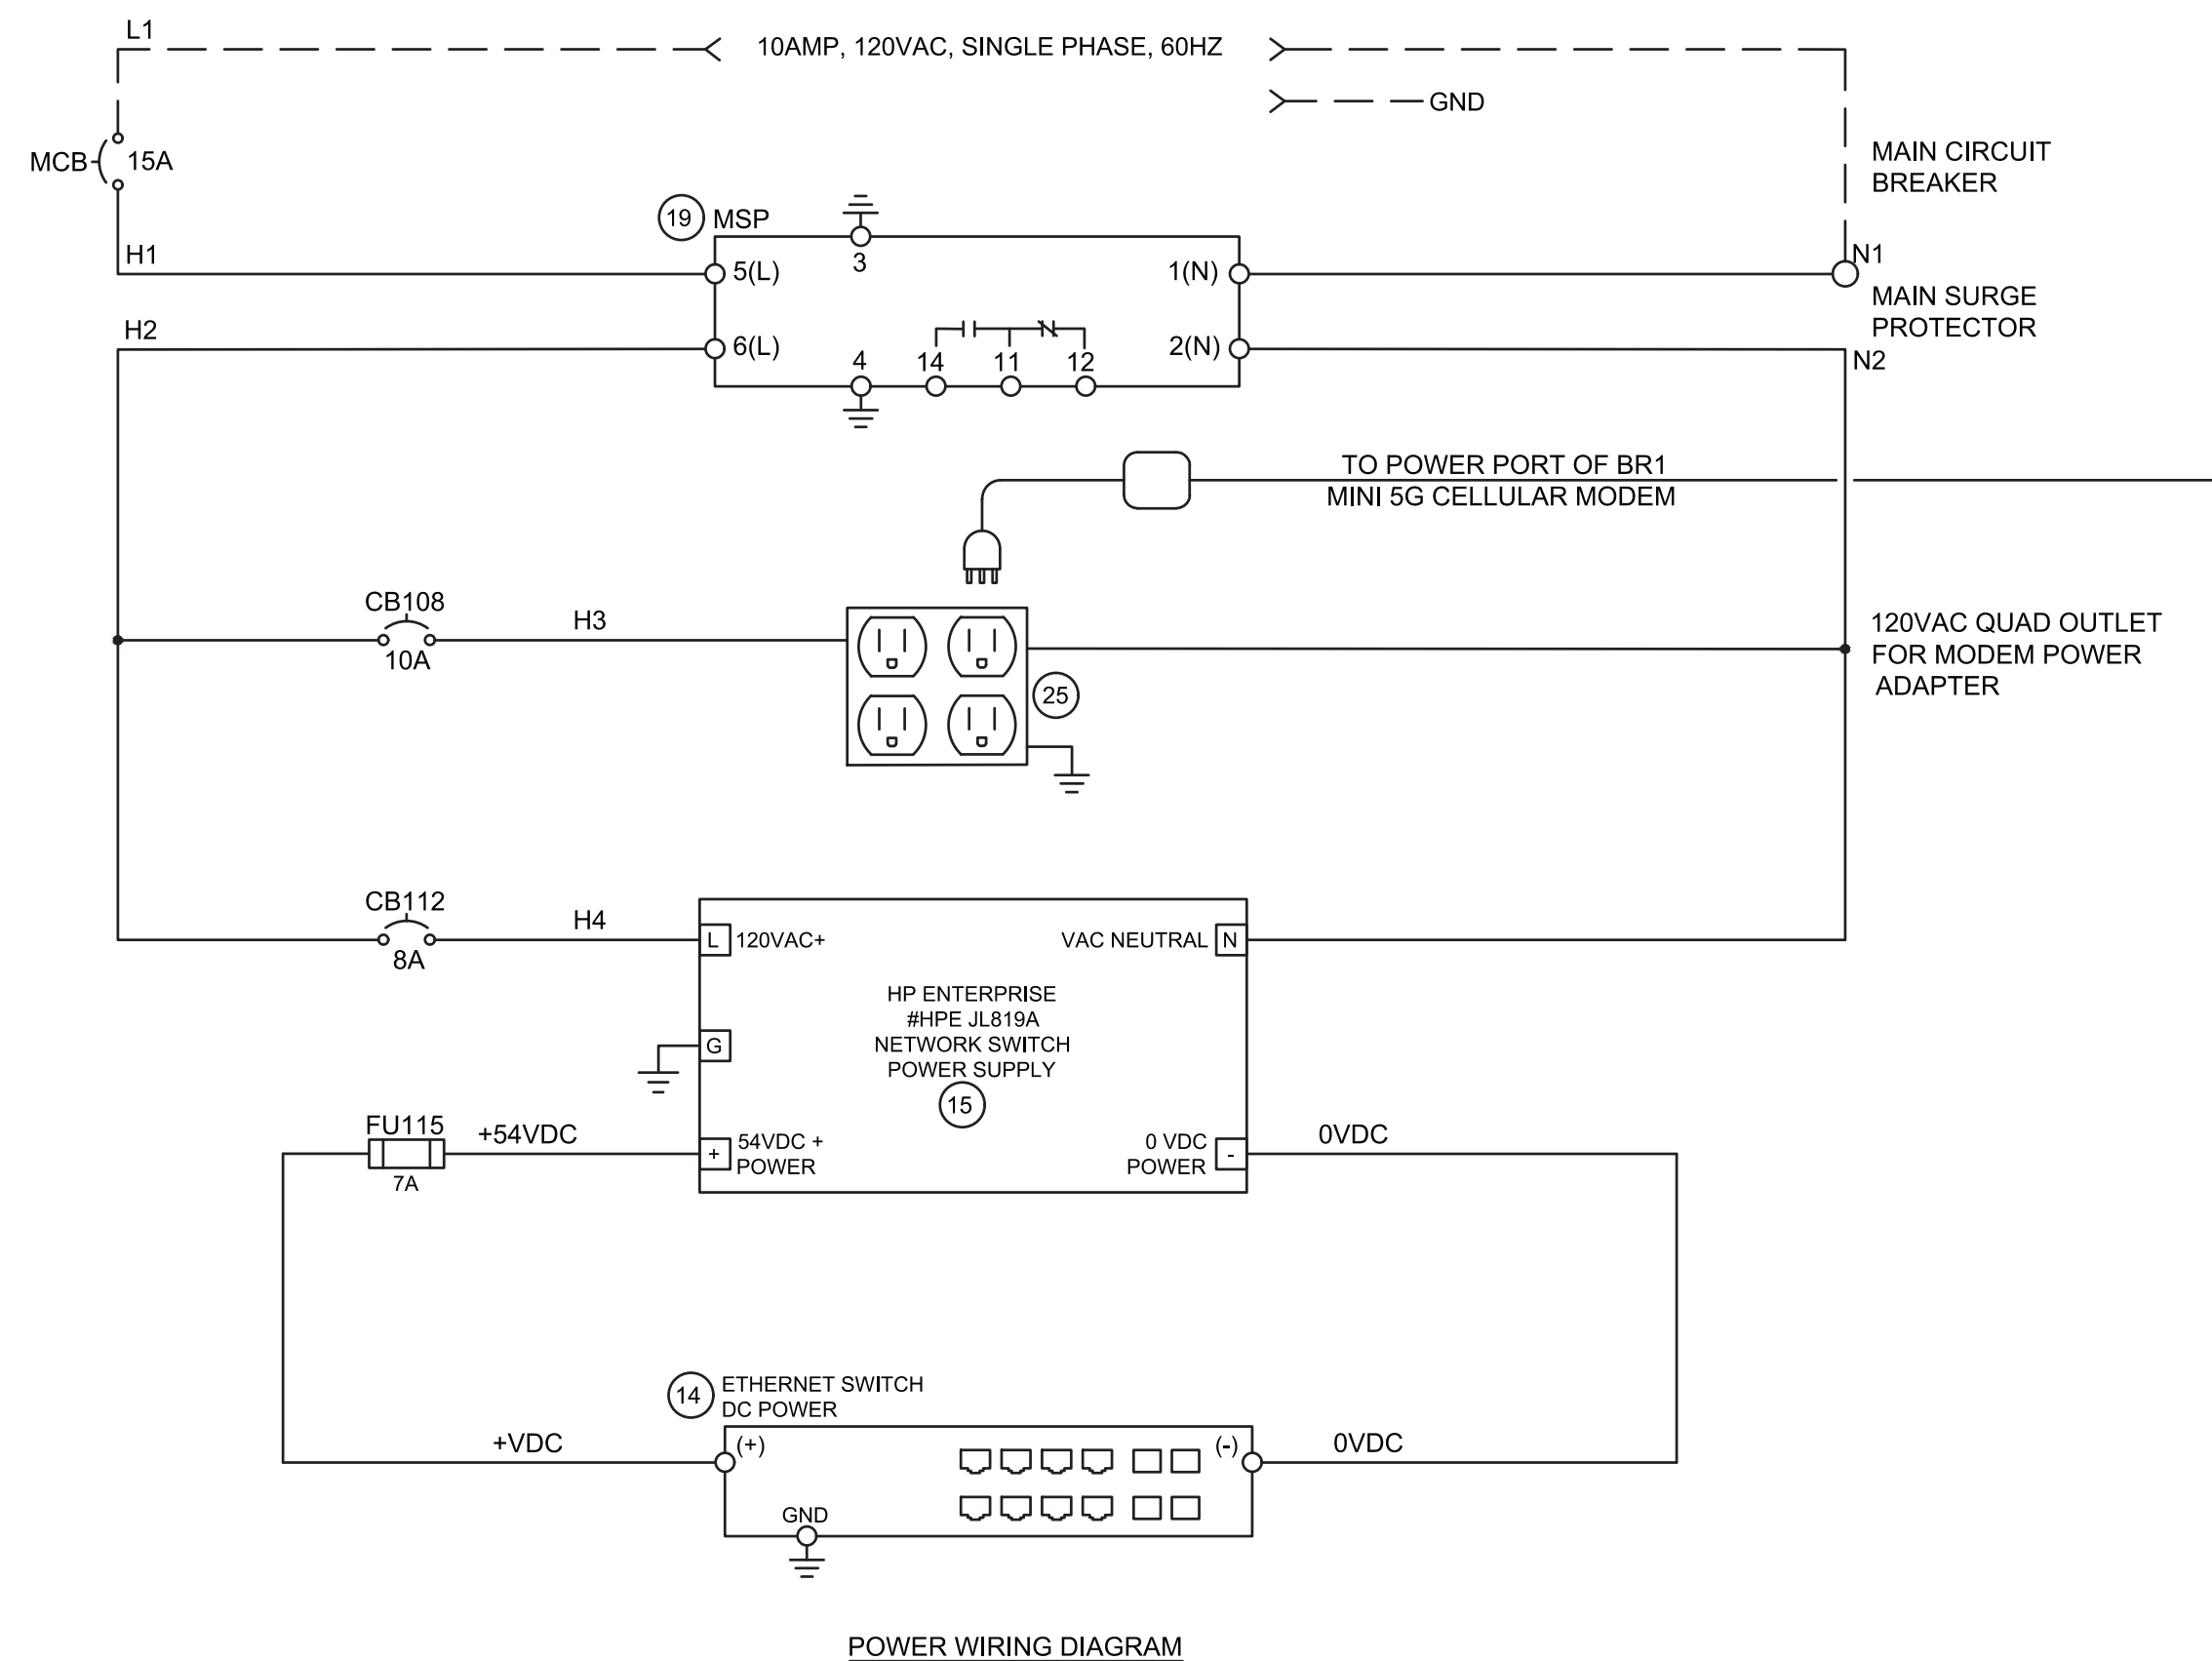 L1
10AMP, 120VAC, SINGLE PHASE, 60HZ
GND
MCB
15A
MAIN CIRCUIT
BREAKER
19
MSP
3
H1
5(L)
1(N)
N1
MAIN SURGE
PROTECTOR
H2
6(L)
4
14
11
12
2(N)
N2
TO POWER PORT OF BR1
MINI 5G CELLULAR MODEM
CB108
10A
H3
25
120VAC QUAD OUTLET
FOR MODEM POWER
ADAPTER
CB112
8A
H4
L
120VAC+
VAC NEUTRAL
N
HP ENTERPRISE
#HPE JL819A
NETWORK SWITCH
POWER SUPPLY
15
G
FU115
7A
+54VDC
+
54VDC +
POWER
0 VDC
POWER
-
0VDC
14
ETHERNET SWITCH
DC POWER
+VDC
(+)
(-)
0VDC
GND
POWER WIRING DIAGRAM